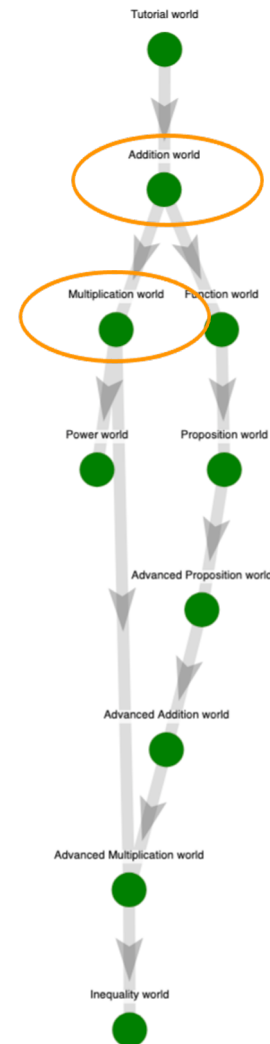 Tutorial world
Addition world
Multiplication world
Function world
Power world
Proposition world
Advanced Proposition world
Advanced Addition world
Advanced Multiplication world
Inequality world